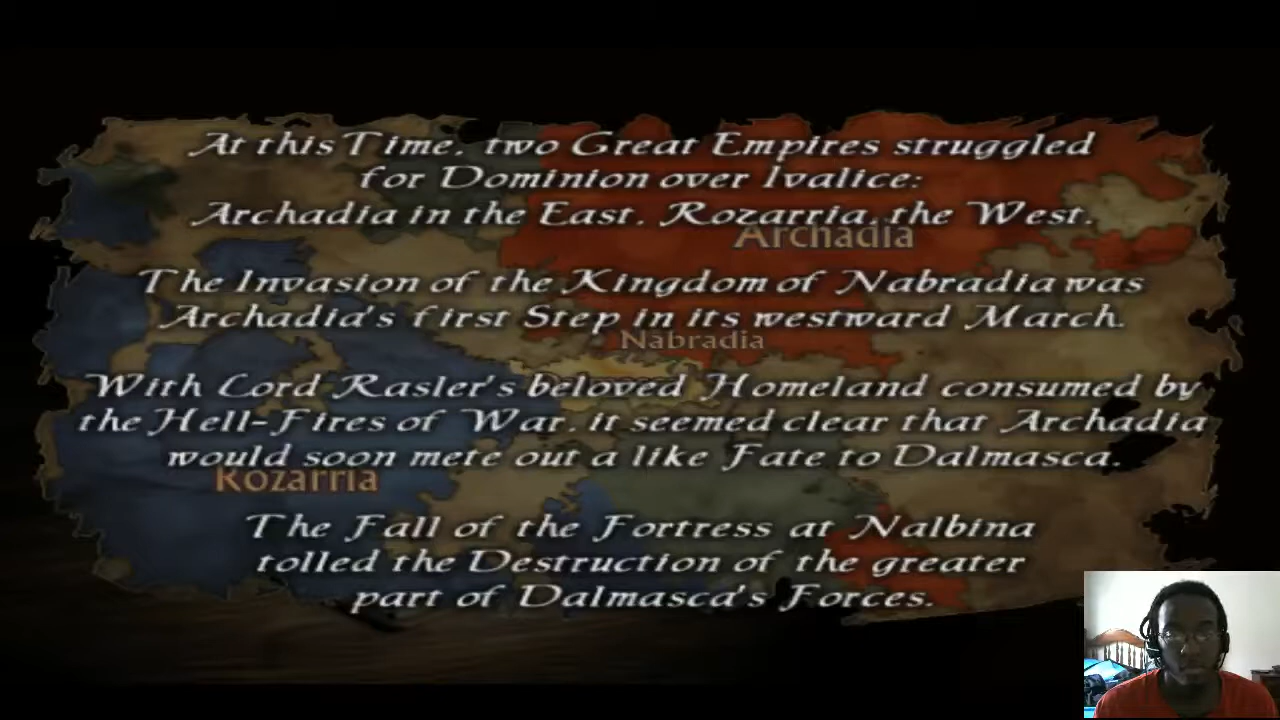 At this Time, two Great Empires struggled
for Dominion over Ivalice:
Archadia in the East, Rozarria, the West.
Archadia
The Invasion of the Kingdom of Nabradia was
Archadia's first Step in its westward March.
Nabradia
With Lord Rasler's beloved Homeland consumed by
the Hell-Fires of War, it seemed clear that Archadia
would soon mete out a like Fate to Dalmasca.
Rozarria
The Fall of the Fortress at Nalbina
tolled the Destruction of the greater
part of Dalmasca's Forces.